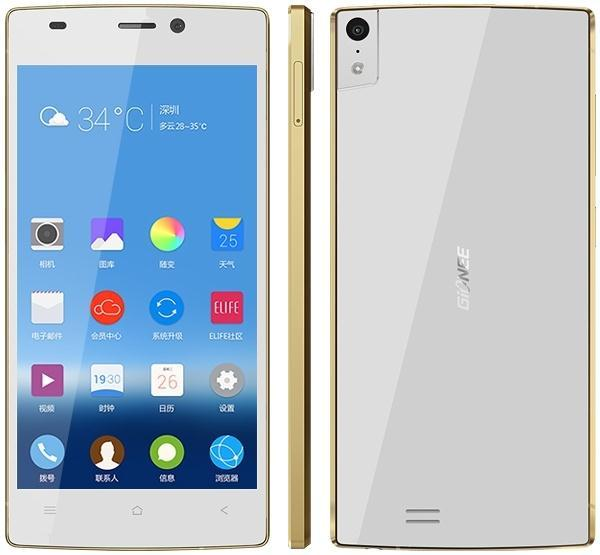 34°C
深圳
多云28~35℃
相机
图库
随变
25
天气
电子邮件
会员中心
系统升级
ELIFE
ELIFE社区
视频
19:30
时钟
26
日历
设置
拨号
联系人
信息
浏览器
GIONEE